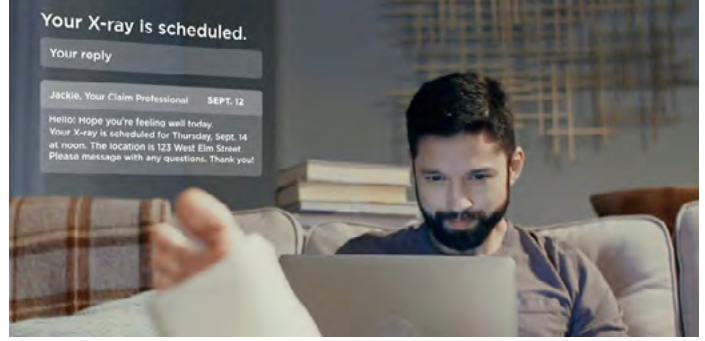 Your X-ray is scheduled.
Your reply
Jackie, Your Claim Professional SEPT. 12
Hello! Hope you're feeling well today.
Your X-ray is scheduled for Thursday, Sept. 14
at noon. The location is 123 West Elm Street.
Please message with any questions. Thank you!